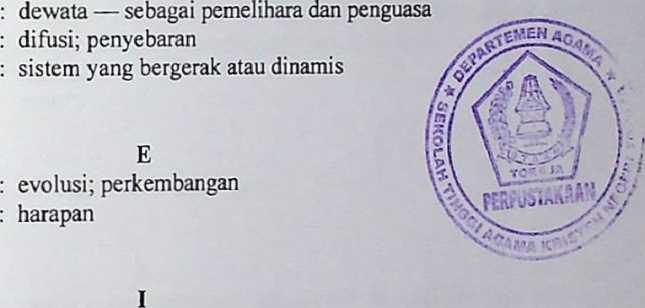 : dewata — sebagai pemelihara dan penguasa
: difusi; penyebaran
: sistem yang bergerak atau dinamis
E
: evolusi; perkembangan
: harapan
I
DEPARTEMEN AGAMA
SEKOLAH TINGGI AGAMA KRISTEN
PERPUSTAKAAN